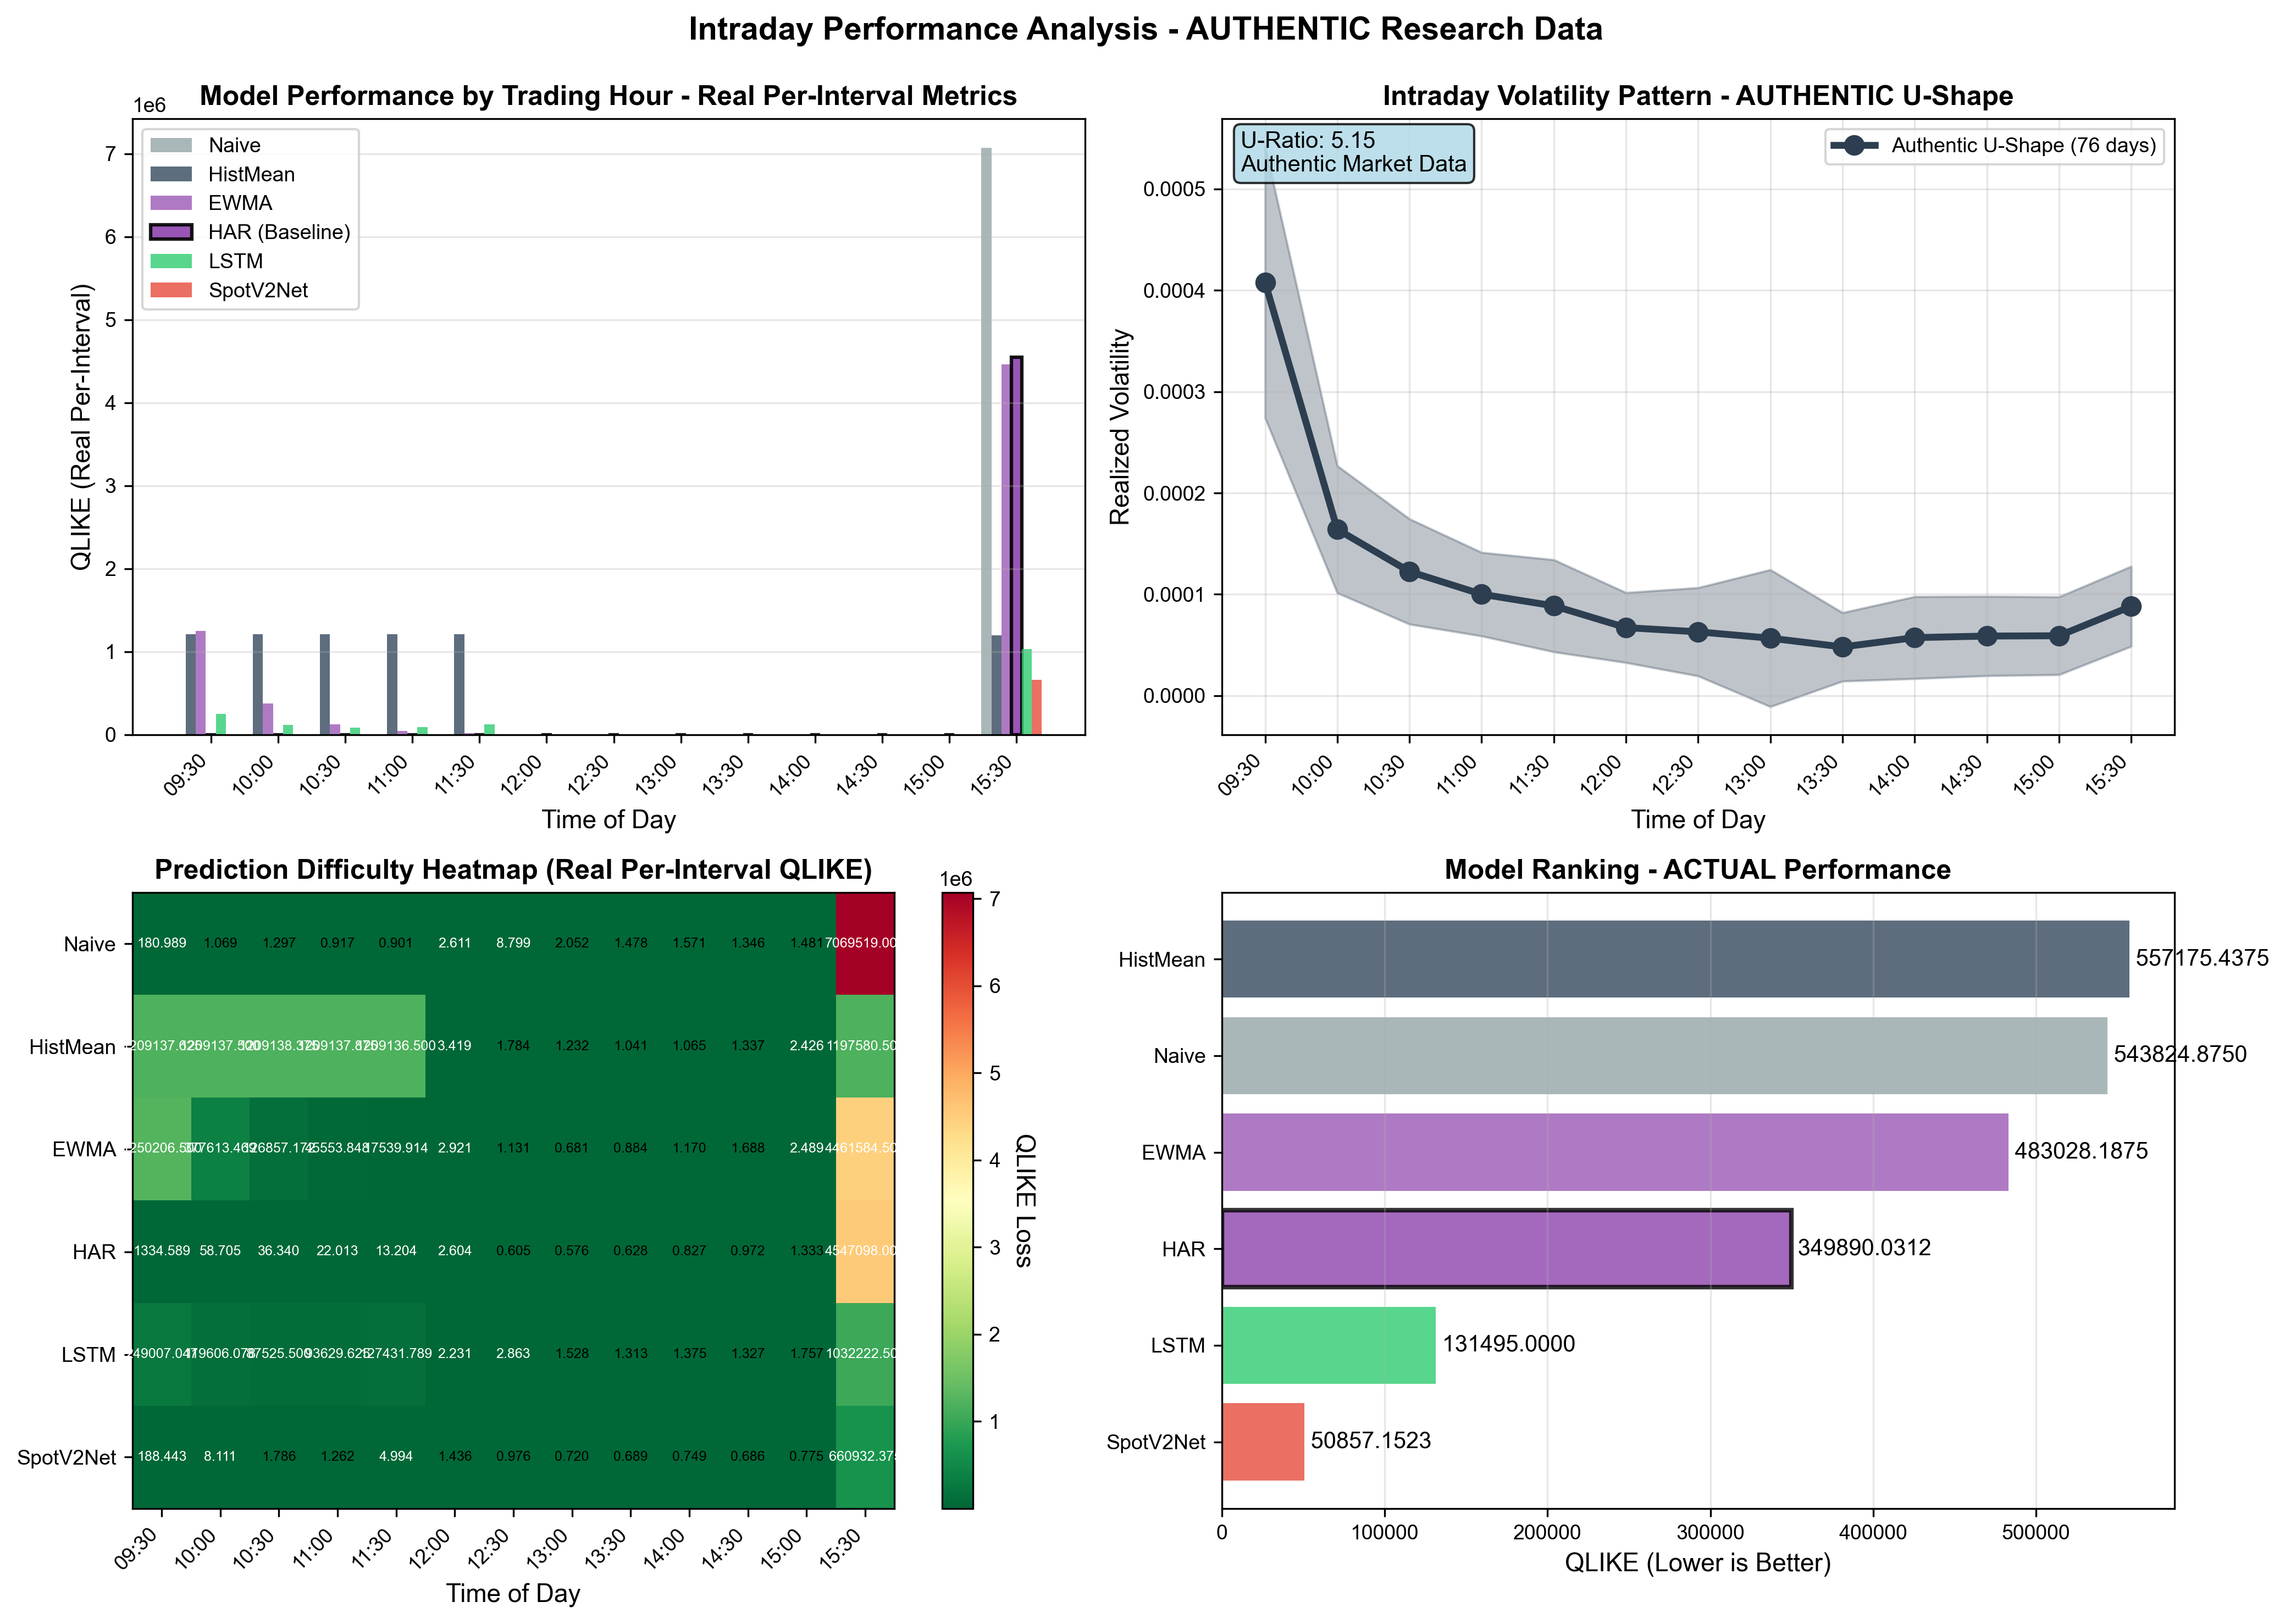 Intraday Performance Analysis - AUTHENTIC Research Data
Model Performance by Trading Hour - Real Per-Interval Metrics
1e6
QLIKE (Real Per-Interval)
7
6
5
4
3
2
1
0
Naive
HistMean
EWMA
HAR (Baseline)
LSTM
SpotV2Net
09:30 10:00 10:30 11:00 11:30 12:00 12:30 13:00 13:30 14:00 14:30 15:00 15:30
Time of Day
Intraday Volatility Pattern - AUTHENTIC U-Shape
U-Ratio: 5.15
Authentic Market Data
Authentic U-Shape (76 days)
Realized Volatility
0.0005
0.0004
0.0003
0.0002
0.0001
0.0000
09:30 10:00 10:30 11:00 11:30 12:00 12:30 13:00 13:30 14:00 14:30 15:00 15:30
Time of Day
Prediction Difficulty Heatmap (Real Per-Interval QLIKE)
Naive 180.989 1.069 1.297 0.917 0.901 2.611 8.799 2.052 1.478 1.571 1.346 1.481 7069519.00
HistMean 3.419 1.784 1.232 1.041 1.065 1.337 2.426 1197580.50
EWMA 2.921 1.131 0.681 0.884 1.170 1.688 2.489 4461584.50
HAR 1334.589 58.705 36.340 22.013 13.204 2.604 0.605 0.576 0.628 0.827 0.972 1.333 4547098.00
LSTM 2.231 2.863 1.528 1.313 1.375 1.327 1.757 1032222.50
SpotV2Net 188.443 8.111 1.786 1.262 4.994 1.436 0.976 0.720 0.689 0.749 0.686 0.775 660932.375
09:30 10:00 10:30 11:00 11:30 12:00 12:30 13:00 13:30 14:00 14:30 15:00 15:30
Time of Day
1e6
7
6
5
4
3
2
1
QLIKE Loss
Model Ranking - ACTUAL Performance
HistMean 557175.4375
Naive 543824.8750
EWMA 483028.1875
HAR 349890.0312
LSTM 131495.0000
SpotV2Net 50857.1523
0 100000 200000 300000 400000 500000
QLIKE (Lower is Better)